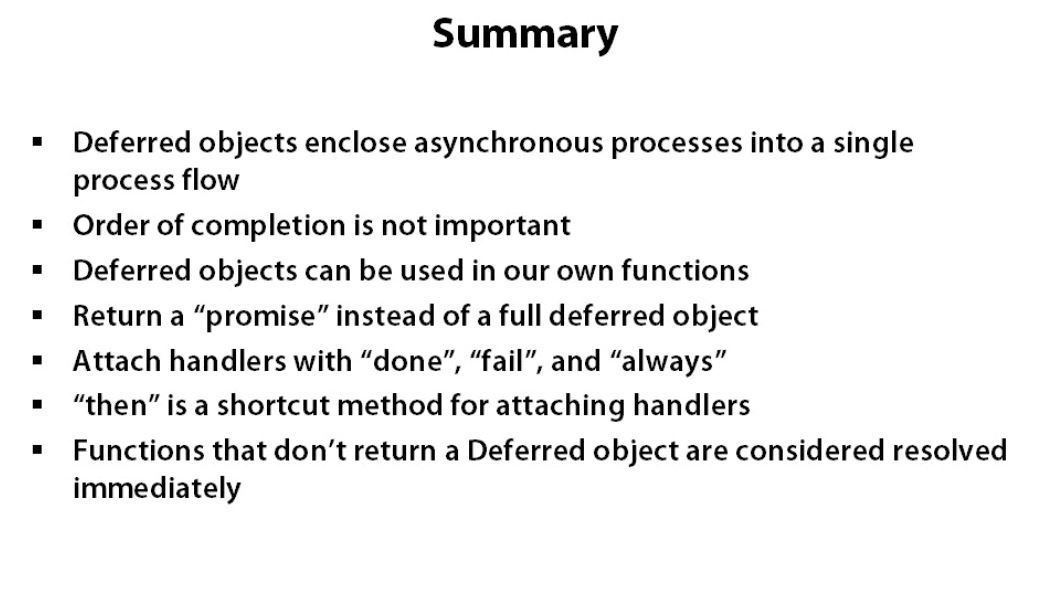 Summary
▪ Deferred objects enclose asynchronous processes into a single
process flow
▪ Order of completion is not important
▪ Deferred objects can be used in our own functions
▪ Return a “promise” instead of a full deferred object
▪ Attach handlers with “done”, “fail”, and “always”
▪ “then” is a shortcut method for attaching handlers
▪ Functions that don’t return a Deferred object are considered resolved
immediately